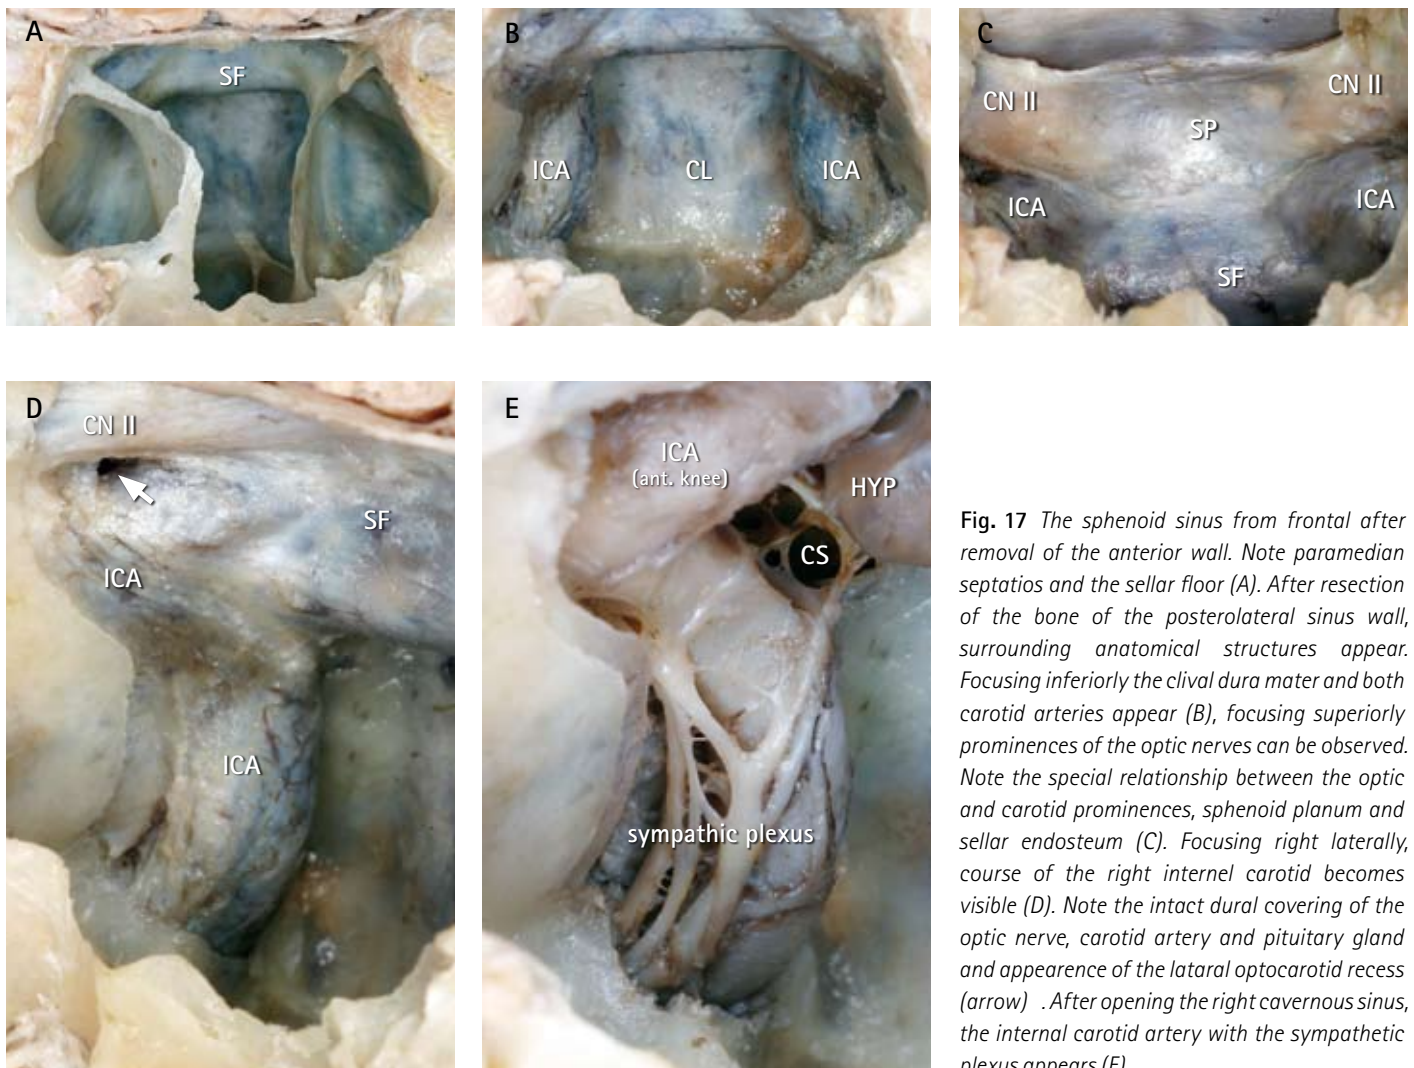 A
SF
B
ICA
CL
ICA
C
CN II
CN II
SP
ICA
ICA
SF
D
CN II
SF
ICA
ICA
E
ICA
(ant. knee)
HYP
CS
sympathic plexus
Fig. 17 The sphenoid sinus from frontal after
removal of the anterior wall. Note paramedian
septatios and the sellar floor (A). After resection
of the bone of the posterolateral sinus wall,
surrounding anatomical structures appear.
Focusing inferiorly the clival dura mater and both
carotid arteries appear (B), focusing superiorly
prominences of the optic nerves can be observed.
Note the special relationship between the optic
and carotid prominences, sphenoid planum and
sellar endosteum (C). Focusing right laterally,
course of the right internel carotid becomes
visible (D). Note the intact dural covering of the
optic nerve, carotid artery and pituitary gland
and appearence of the lataral optocarotid recess
(arrow) . After opening the right cavernous sinus,
the internal carotid artery with the sympathetic
plexus appears (E)